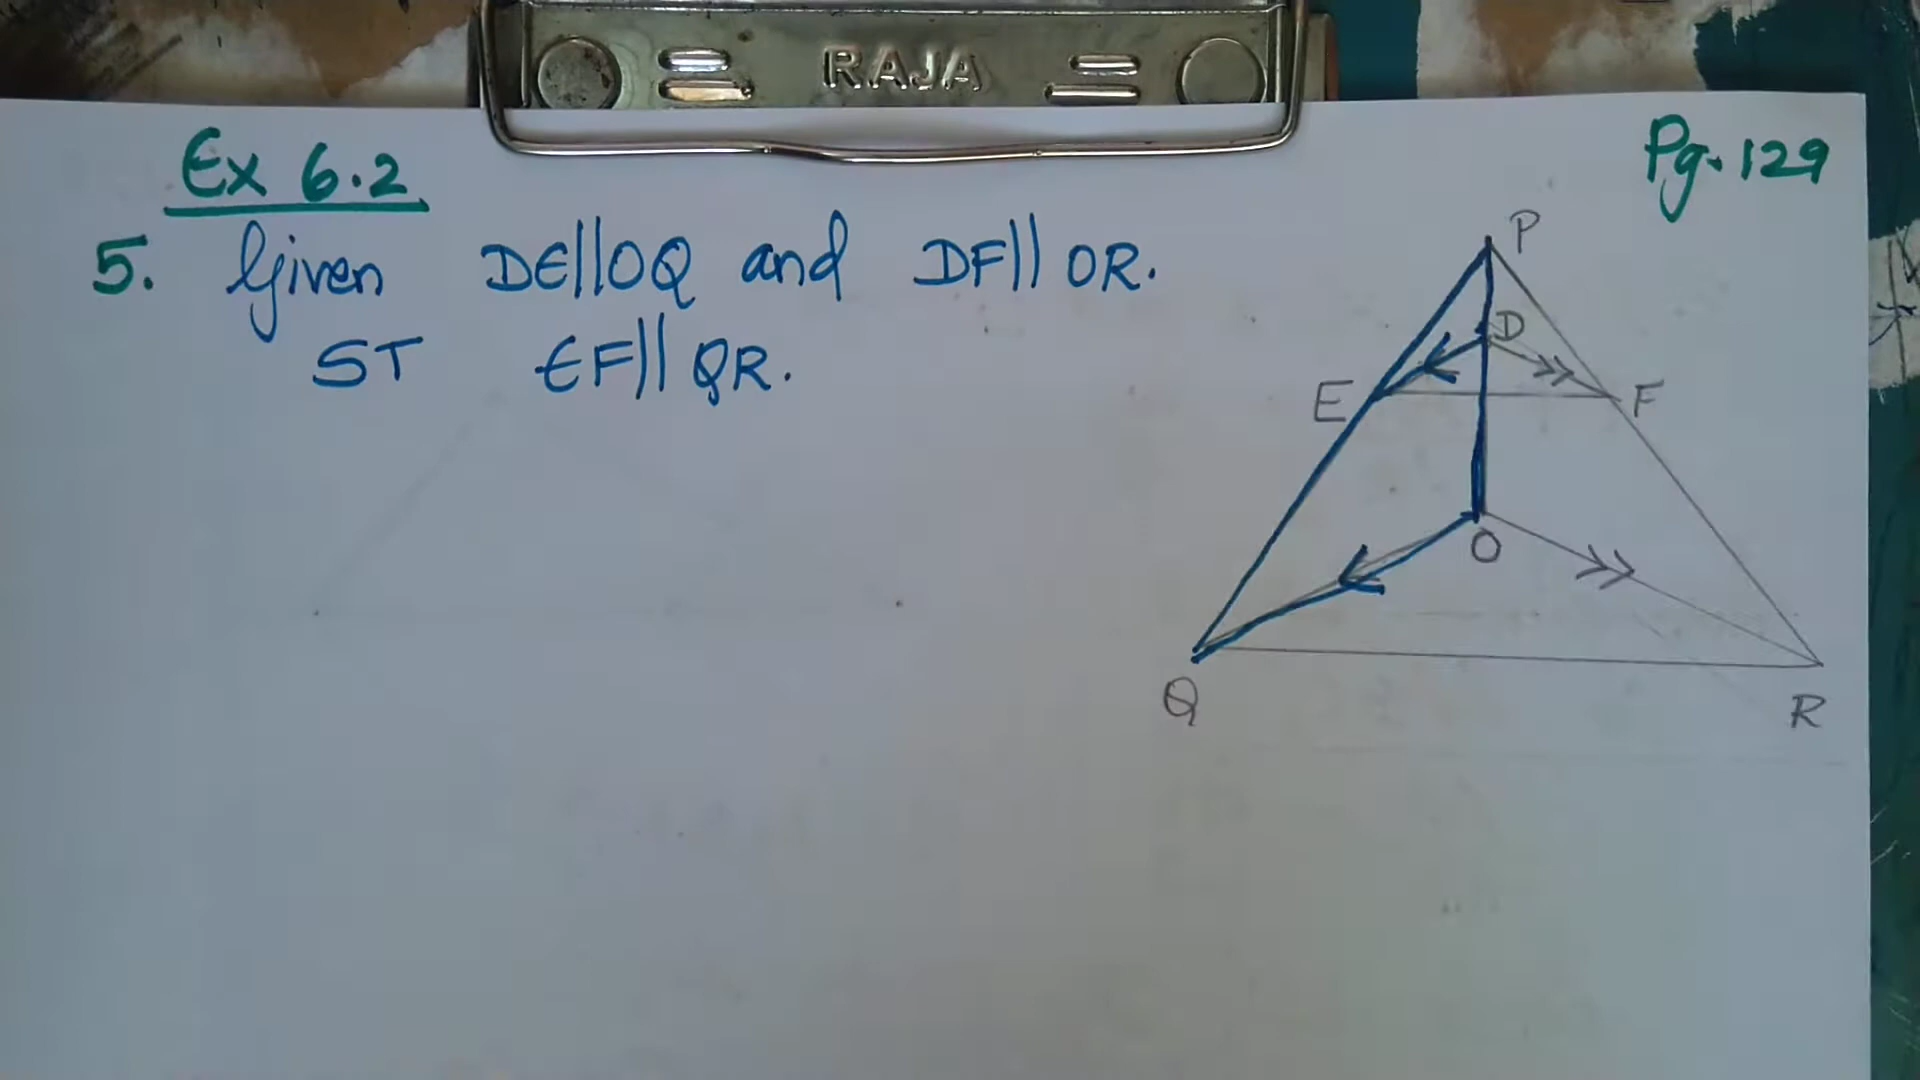 RAJA
Ex 6.2
Pg. 129
5. Given DE||OQ and DF|| OR.
ST EF|| QR.
P
D
E
F
O
Q
R